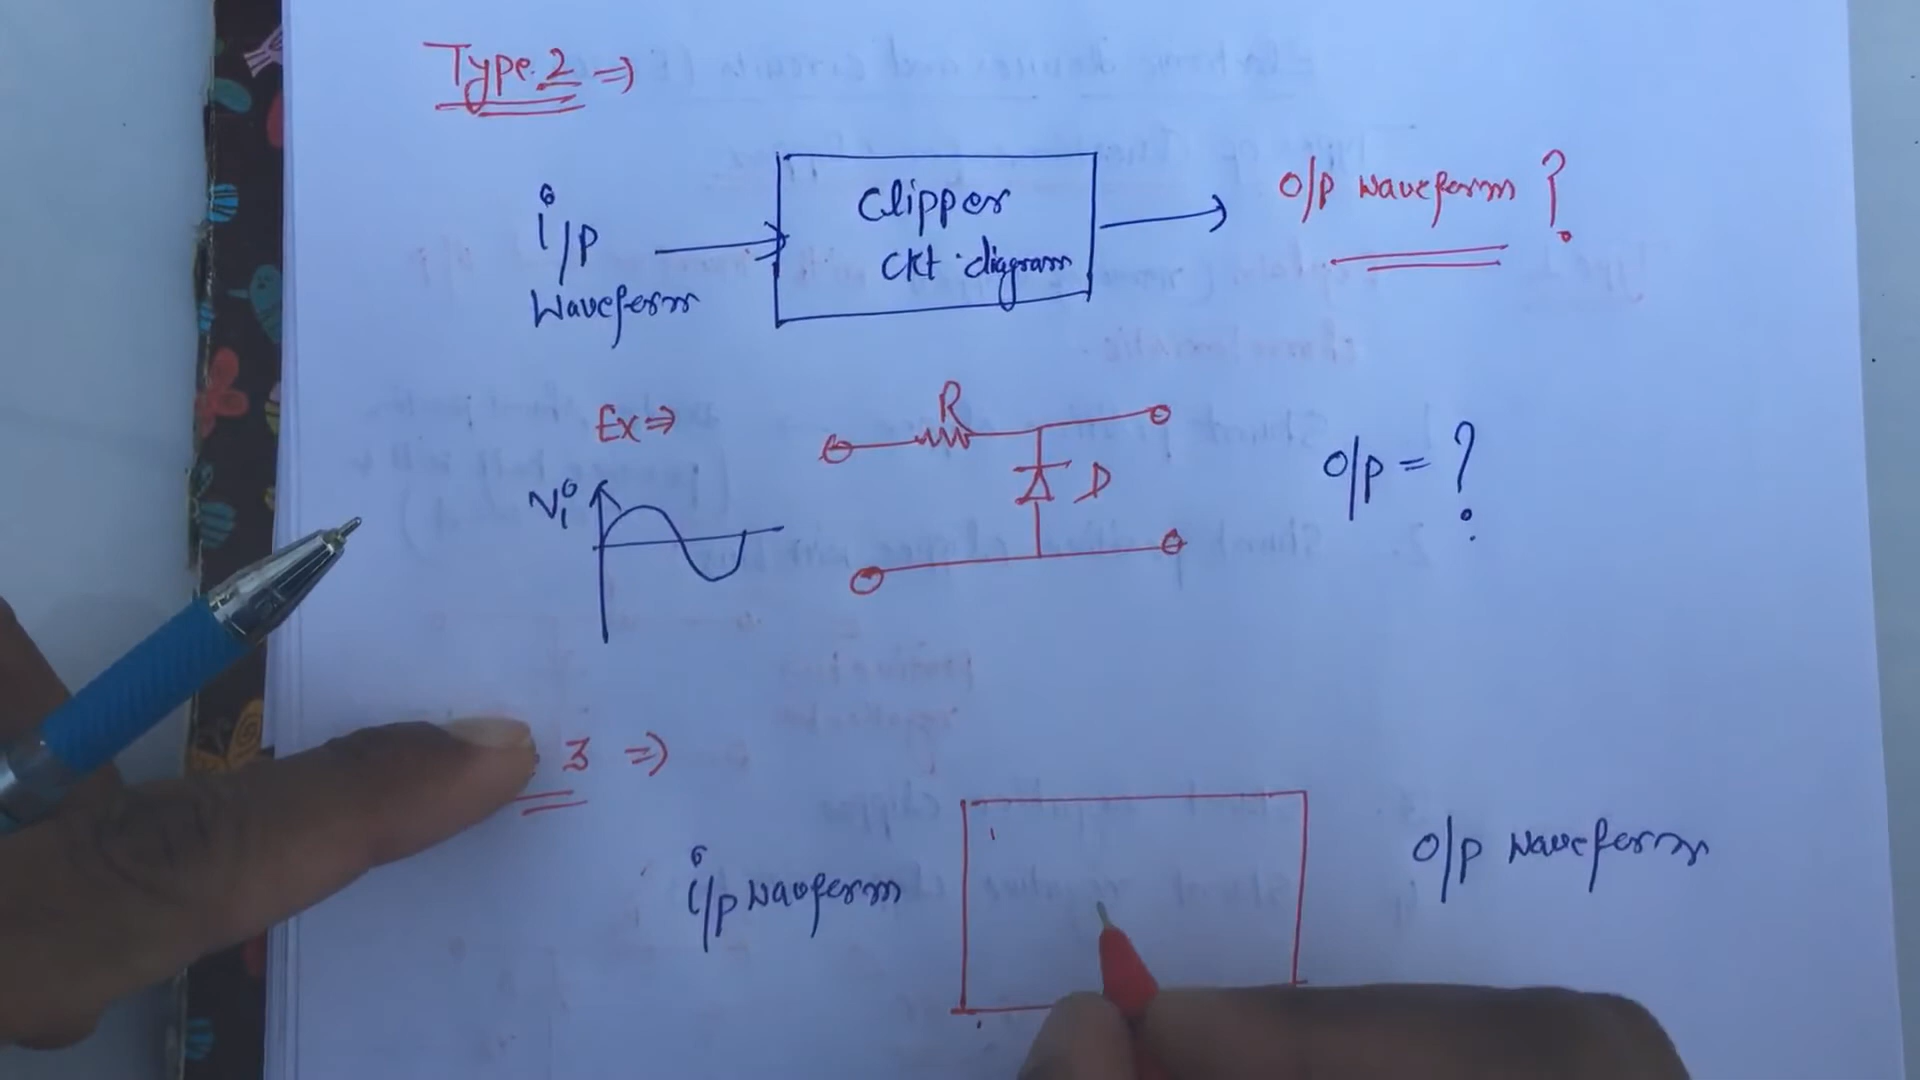 Type.2 ⇒
i/p
Waveform
Clipper
ckt.diagram
O/P waveform ?
Ex ⇒
R
D
Vi
O/P = ?
3 ⇒
i/p waveform
O/P waveform